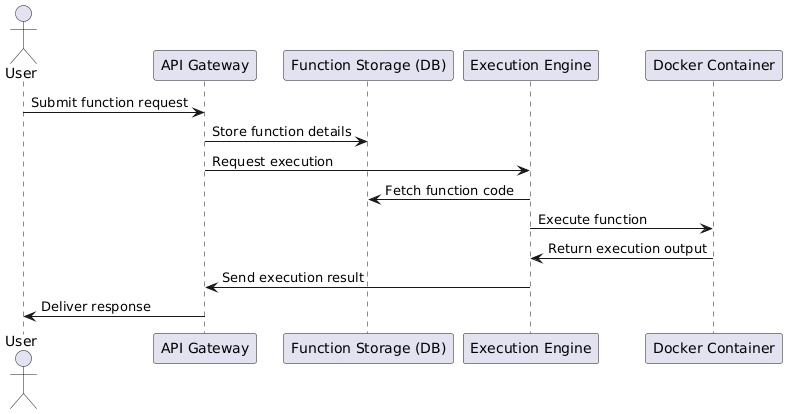 User
API Gateway
Function Storage (DB)
Execution Engine
Docker Container
Submit function request
Store function details
Request execution
Fetch function code
Execute function
Return execution output
Send execution result
Deliver response
User
API Gateway
Function Storage (DB)
Execution Engine
Docker Container